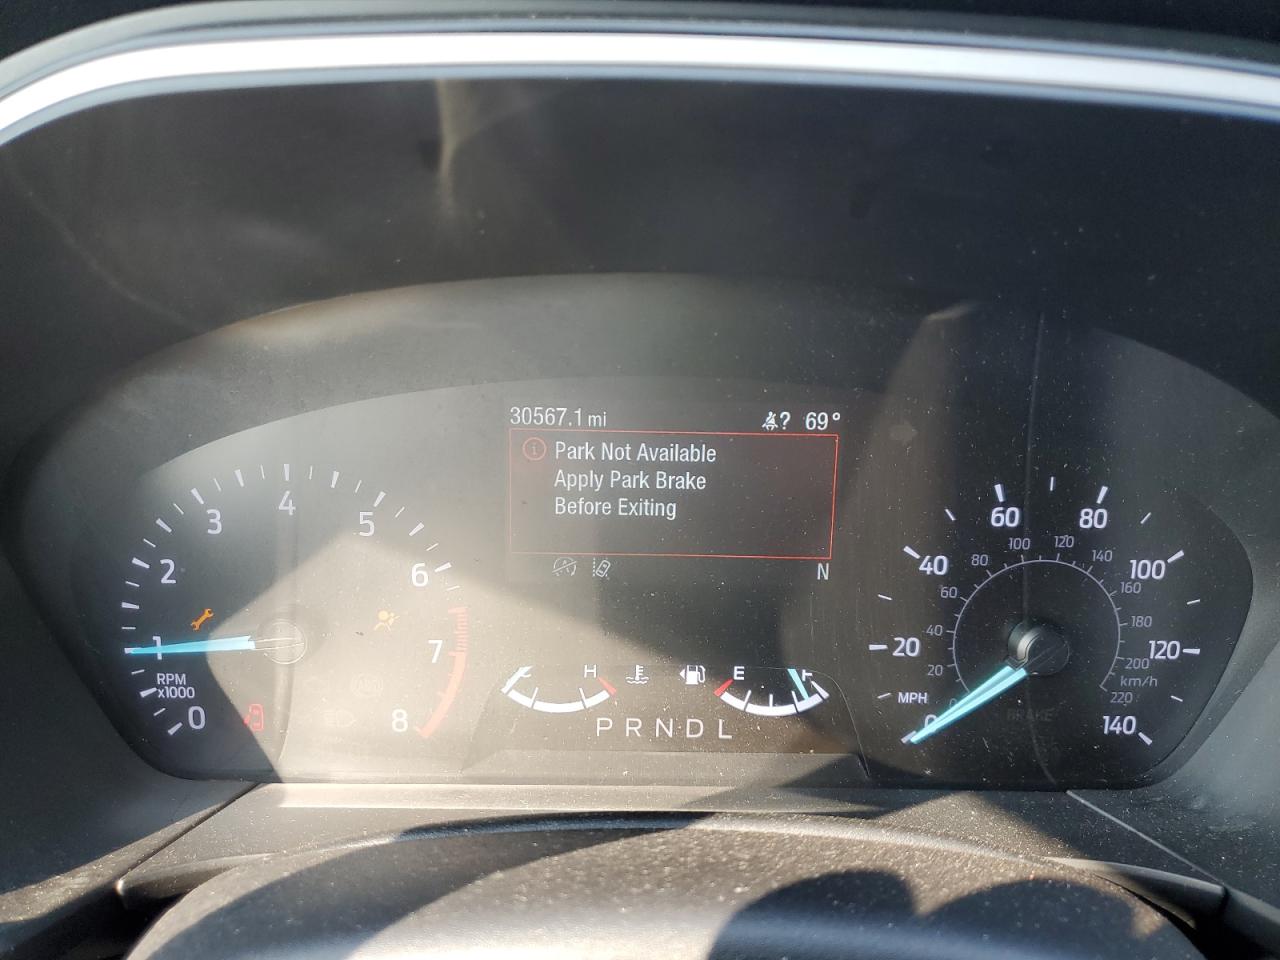 30567.1 mi ? 69°
Park Not Available
Apply Park Brake
Before Exiting
N
0 1 2 3 4 5 6 7 8
RPM
x1000
C H E F
P R N D L
0 20 40 60 80 100 120 140
MPH
0 20 40 60 80 100 120 140 160 180 200 220
km/h
BRAKE